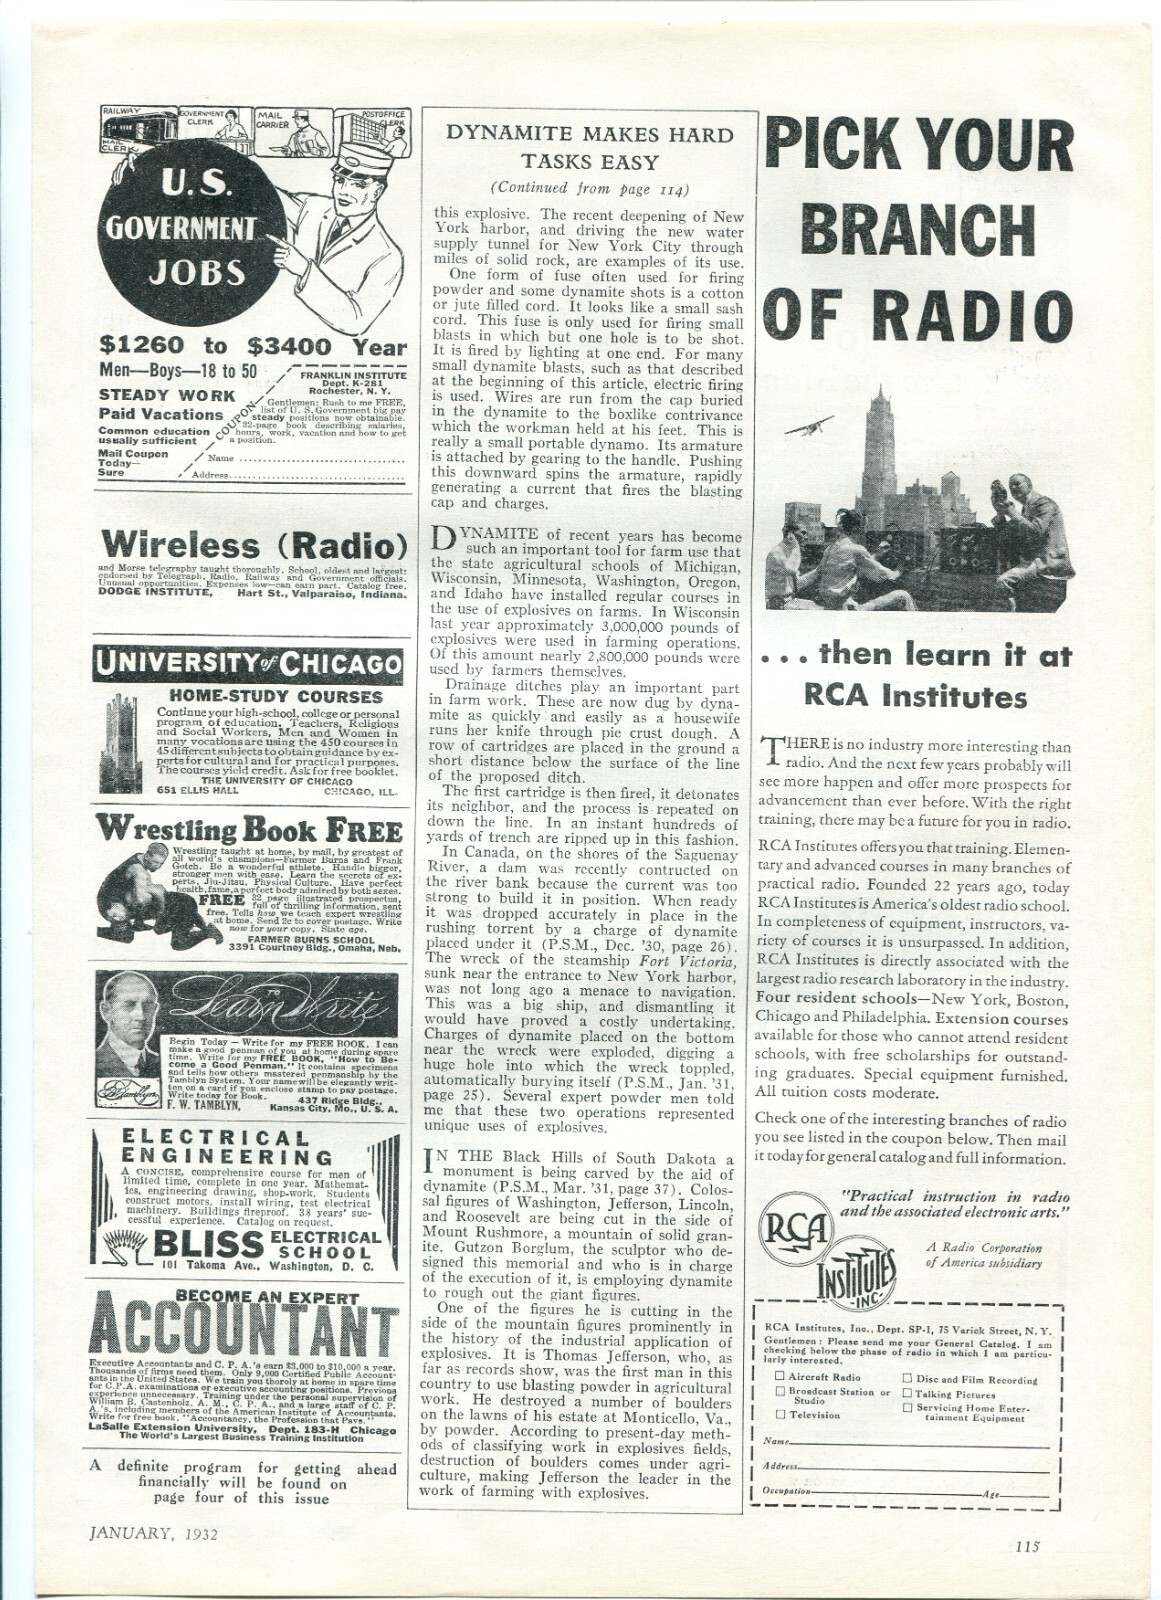 RAILWAY
MAIL
CLERK
GOVERNMENT
CLERK
MAIL
CARRIER
POSTOFFICE
CLERK
U.S.
GOVERNMENT
JOBS
$1260 to $3400 Year
Men—Boys—18 to 50
STEADY WORK
Paid Vacations
Common education
usually sufficient
Mail Coupon
Today—
Sure
COUPON
FRANKLIN INSTITUTE
Dept. K-281
Rochester, N. Y.
Gentlemen: Rush to me FREE,
list of U. S. Government big pay
steady positions now obtainable.
32-page book describing salaries,
hours, work, vacation and how to get
a position.
Name
Address
Wireless (Radio)
and Morse telegraphy taught thoroughly. School, oldest and largest:
endorsed by Telegraph, Radio, Railway and Government officials.
Unusual opportunities. Expenses low—can earn part. Catalog free.
DODGE INSTITUTE, Hart St., Valparaiso, Indiana.
UNIVERSITY of CHICAGO
HOME-STUDY COURSES
Continue your high-school, college or personal
program of education. Teachers, Religious
and Social Workers, Men and Women in
many vocations are using the 450 courses in
45 different subjects to obtain guidance by ex-
perts for cultural and for practical purposes.
The courses yield credit. Ask for free booklet.
THE UNIVERSITY OF CHICAGO
651 ELLIS HALL CHICAGO, ILL.
Wrestling Book FREE
Wrestling taught at home, by mail, by greatest of
all world's champions—Farmer Burns and Frank
Gotch. Be a wonderful athlete. Handle bigger,
stronger men with ease. Learn the secrets of ex-
perts. Jiu-Jitsu, Physical Culture. Have perfect
health, fame, a perfect body admired by both sexes.
FREE 32 page illustrated prospectus,
full of thrilling information, sent
free. Tells how we teach expert wrestling
at home. Send 2c to cover postage. Write
now for your copy. State age.
FARMER BURNS SCHOOL
3391 Courtney Bldg., Omaha, Neb.
Learn to Write
Begin Today — Write for my FREE BOOK. I can
make a good penman of you at home during spare
time. Write for my FREE BOOK, "How to Be-
come a Good Penman." It contains specimens
and tells how others mastered penmanship by the
Tamblyn System. Your name will be elegantly writ-
ten on a card if you enclose stamp to pay postage.
Write today for Book. 437 Ridge Bldg.,
F. W. TAMBLYN, Kansas City, Mo., U. S. A.
ELECTRICAL
ENGINEERING
A CONCISE, comprehensive course for men of
limited time, complete in one year. Mathemat-
ics, engineering drawing, shop-work. Students
construct motors, install wiring, test electrical
machinery. Buildings fireproof. 38 years' suc-
cessful experience. Catalog on request.
BLISS ELECTRICAL
SCHOOL
101 Takoma Ave., Washington, D. C.
BECOME AN EXPERT
ACCOUNTANT
Executive Accountants and C. P. A.'s earn $3,000 to $10,000 a year.
Thousands of firms need them. Only 9,000 Certified Public Account-
ants in the United States. We train you thoroly at home in spare time
for C.P.A. examinations or executive accounting positions. Previous
experience unnecessary. Training under the personal supervision of
William B. Castenholz, A. M., C. P. A., and a large staff of C. P.
A.'s, including members of the American Institute of Accountants.
Write for free book, "Accountancy, the Profession that Pays."
LaSalle Extension University, Dept. 183-H Chicago
The World's Largest Business Training Institution
A definite program for getting ahead
financially will be found on
page four of this issue
DYNAMITE MAKES HARD
TASKS EASY
(Continued from page 114)
this explosive. The recent deepening of New
York harbor, and driving the new water
supply tunnel for New York City through
miles of solid rock, are examples of its use.
One form of fuse often used for firing
powder and some dynamite shots is a cotton
or jute filled cord. It looks like a small sash
cord. This fuse is only used for firing small
blasts in which but one hole is to be shot.
It is fired by lighting at one end. For many
small dynamite blasts, such as that described
at the beginning of this article, electric firing
is used. Wires are run from the cap buried
in the dynamite to the boxlike contrivance
which the workman held at his feet. This is
really a small portable dynamo. Its armature
is attached by gearing to the handle. Pushing
this downward spins the armature, rapidly
generating a current that fires the blasting
cap and charges.
DYNAMITE of recent years has become
such an important tool for farm use that
the state agricultural schools of Michigan,
Wisconsin, Minnesota, Washington, Oregon,
and Idaho have installed regular courses in
the use of explosives on farms. In Wisconsin
last year approximately 3,000,000 pounds of
explosives were used in farming operations.
Of this amount nearly 2,800,000 pounds were
used by farmers themselves.
Drainage ditches play an important part
in farm work. These are now dug by dyna-
mite as quickly and easily as a housewife
runs her knife through pie crust dough. A
row of cartridges are placed in the ground a
short distance below the surface of the line
of the proposed ditch.
The first cartridge is then fired, it detonates
its neighbor, and the process is repeated on
down the line. In an instant hundreds of
yards of trench are ripped up in this fashion.
In Canada, on the shores of the Saguenay
River, a dam was recently contructed on
the river bank because the current was too
strong to build it in position. When ready
it was dropped accurately in place in the
rushing torrent by a charge of dynamite
placed under it (P.S.M., Dec. '30, page 26).
The wreck of the steamship Fort Victoria,
sunk near the entrance to New York harbor,
was not long ago a menace to navigation.
This was a big ship, and dismantling it
would have proved a costly undertaking.
Charges of dynamite placed on the bottom
near the wreck were exploded, digging a
huge hole into which the wreck toppled,
automatically burying itself (P.S.M., Jan. '31,
page 25). Several expert powder men told
me that these two operations represented
unique uses of explosives.
IN THE Black Hills of South Dakota a
monument is being carved by the aid of
dynamite (P.S.M., Mar. '31, page 37). Colos-
sal figures of Washington, Jefferson, Lincoln,
and Roosevelt are being cut in the side of
Mount Rushmore, a mountain of solid gran-
ite. Gutzon Borglum, the sculptor who de-
signed this memorial and who is in charge
of the execution of it, is employing dynamite
to rough out the giant figures.
One of the figures he is cutting in the
side of the mountain figures prominently in
the history of the industrial application of
explosives. It is Thomas Jefferson, who, as
far as records show, was the first man in this
country to use blasting powder in agricultural
work. He destroyed a number of boulders
on the lawns of his estate at Monticello, Va.,
by powder. According to present-day meth-
ods of classifying work in explosives fields,
destruction of boulders comes under agri-
culture, making Jefferson the leader in the
work of farming with explosives.
PICK YOUR
BRANCH
OF RADIO
. . . then learn it at
RCA Institutes
THERE is no industry more interesting than
radio. And the next few years probably will
see more happen and offer more prospects for
advancement than ever before. With the right
training, there may be a future for you in radio.
RCA Institutes offers you that training. Elemen-
tary and advanced courses in many branches of
practical radio. Founded 22 years ago, today
RCA Institutes is America's oldest radio school.
In completeness of equipment, instructors, va-
riety of courses it is unsurpassed. In addition,
RCA Institutes is directly associated with the
largest radio research laboratory in the industry.
Four resident schools—New York, Boston,
Chicago and Philadelphia. Extension courses
available for those who cannot attend resident
schools, with free scholarships for outstand-
ing graduates. Special equipment furnished.
All tuition costs moderate.
Check one of the interesting branches of radio
you see listed in the coupon below. Then mail
it today for general catalog and full information.
RCA
INSTITUTES
INC.
"Practical instruction in radio
and the associated electronic arts."
A Radio Corporation
of America subsidiary
RCA Institutes, Inc., Dept. SP-1, 75 Varick Street, N. Y.
Gentlemen: Please send me your General Catalog. I am
checking below the phase of radio in which I am particu-
larly interested.
☐ Aircraft Radio
☐ Broadcast Station or
Studio
☐ Television
☐ Disc and Film Recording
☐ Talking Pictures
☐ Servicing Home Enter-
tainment Equipment
Name
Address
Occupation Age
JANUARY, 1932
115